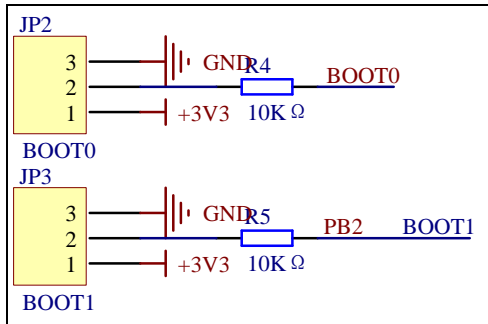 JP2
3 GND R4 BOOT0
2
1 +3V3 10K Ω
BOOT0
JP3
3 GND R5 PB2 BOOT1
2
1 +3V3 10K Ω
BOOT1